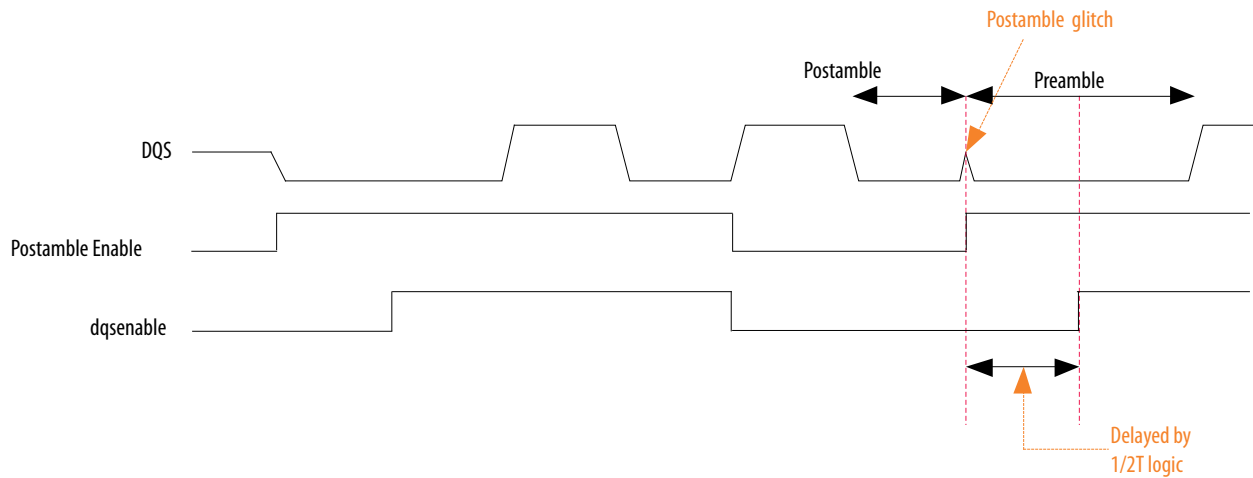 Postamble glitch
Postamble
Preamble
DQS
Postamble Enable
dqsenable
Delayed by
1/2T logic